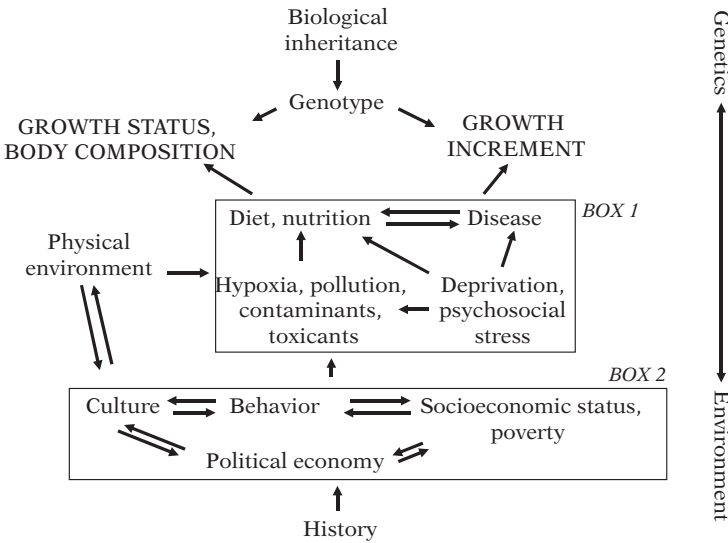 Biological
inheritance
Genotype
GROWTH STATUS,
BODY COMPOSITION
GROWTH
INCREMENT
BOX 1
Diet, nutrition
Disease
Physical
environment
Hypoxia, pollution,
contaminants,
toxicants
Deprivation,
psychosocial
stress
BOX 2
Culture
Behavior
Socioeconomic status,
poverty
Political economy
History
Genetics
Environment